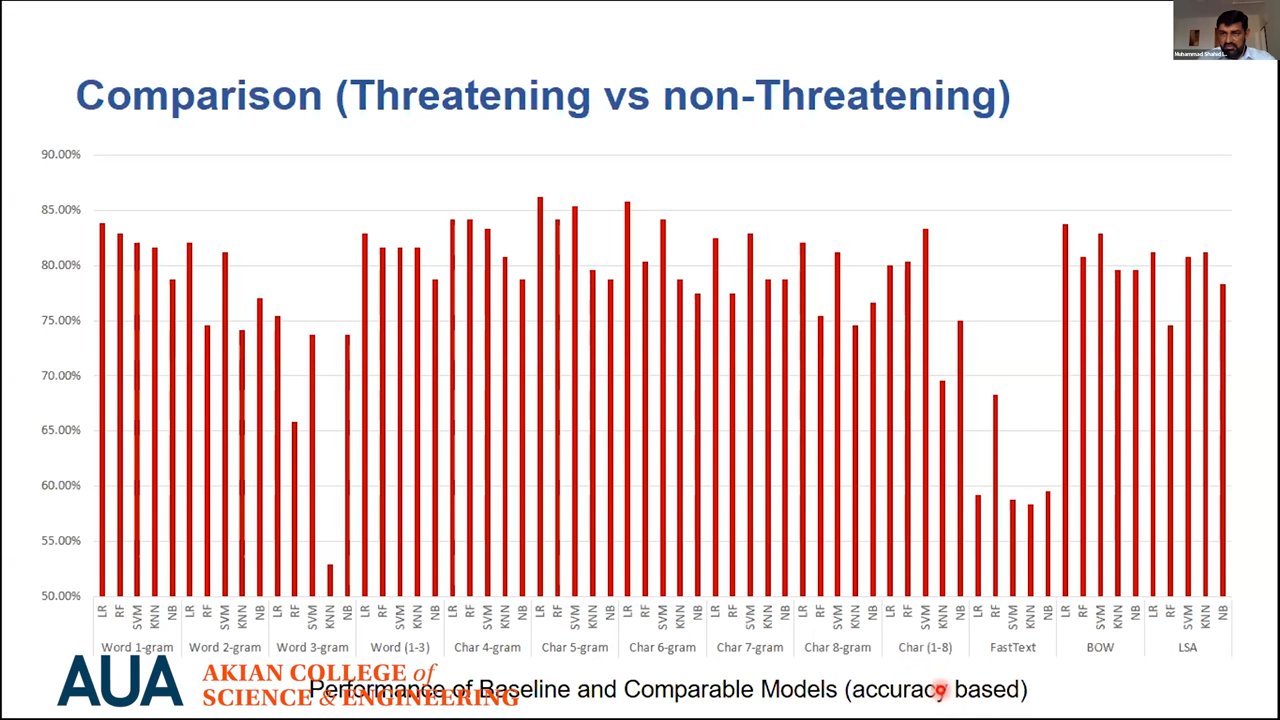 Muhammad Shahid I...
Comparison (Threatening vs non-Threatening)
90.00%
85.00%
80.00%
75.00%
70.00%
65.00%
60.00%
55.00%
50.00%
LR RF SVM KNN NB LR RF SVM KNN NB LR RF SVM KNN NB LR RF SVM KNN NB LR RF SVM KNN NB LR RF SVM KNN NB LR RF SVM KNN NB LR RF SVM KNN NB LR RF SVM KNN NB LR RF SVM KNN NB LR RF SVM KNN NB LR RF SVM KNN NB LR RF SVM KNN NB
Word 1-gram Word 2-gram Word 3-gram Word (1-3) Char 4-gram Char 5-gram Char 6-gram Char 7-gram Char 8-gram Char (1-8) FastText BOW LSA
AUA AKIAN COLLEGE of
SCIENCE & ENGINEERING
Performance of Baseline and Comparable Models (accuracy based)